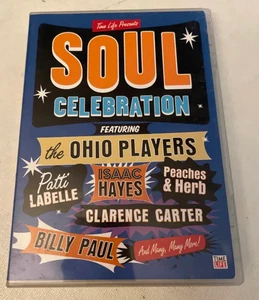 Time Life Presents
SOUL
CELEBRATION
FEATURING
the OHIO PLAYERS
Patti
LABELLE
ISAAC
HAYES
Peaches
& Herb
CLARENCE CARTER
BILLY PAUL
And Many, Many More!
TIME
LIFE